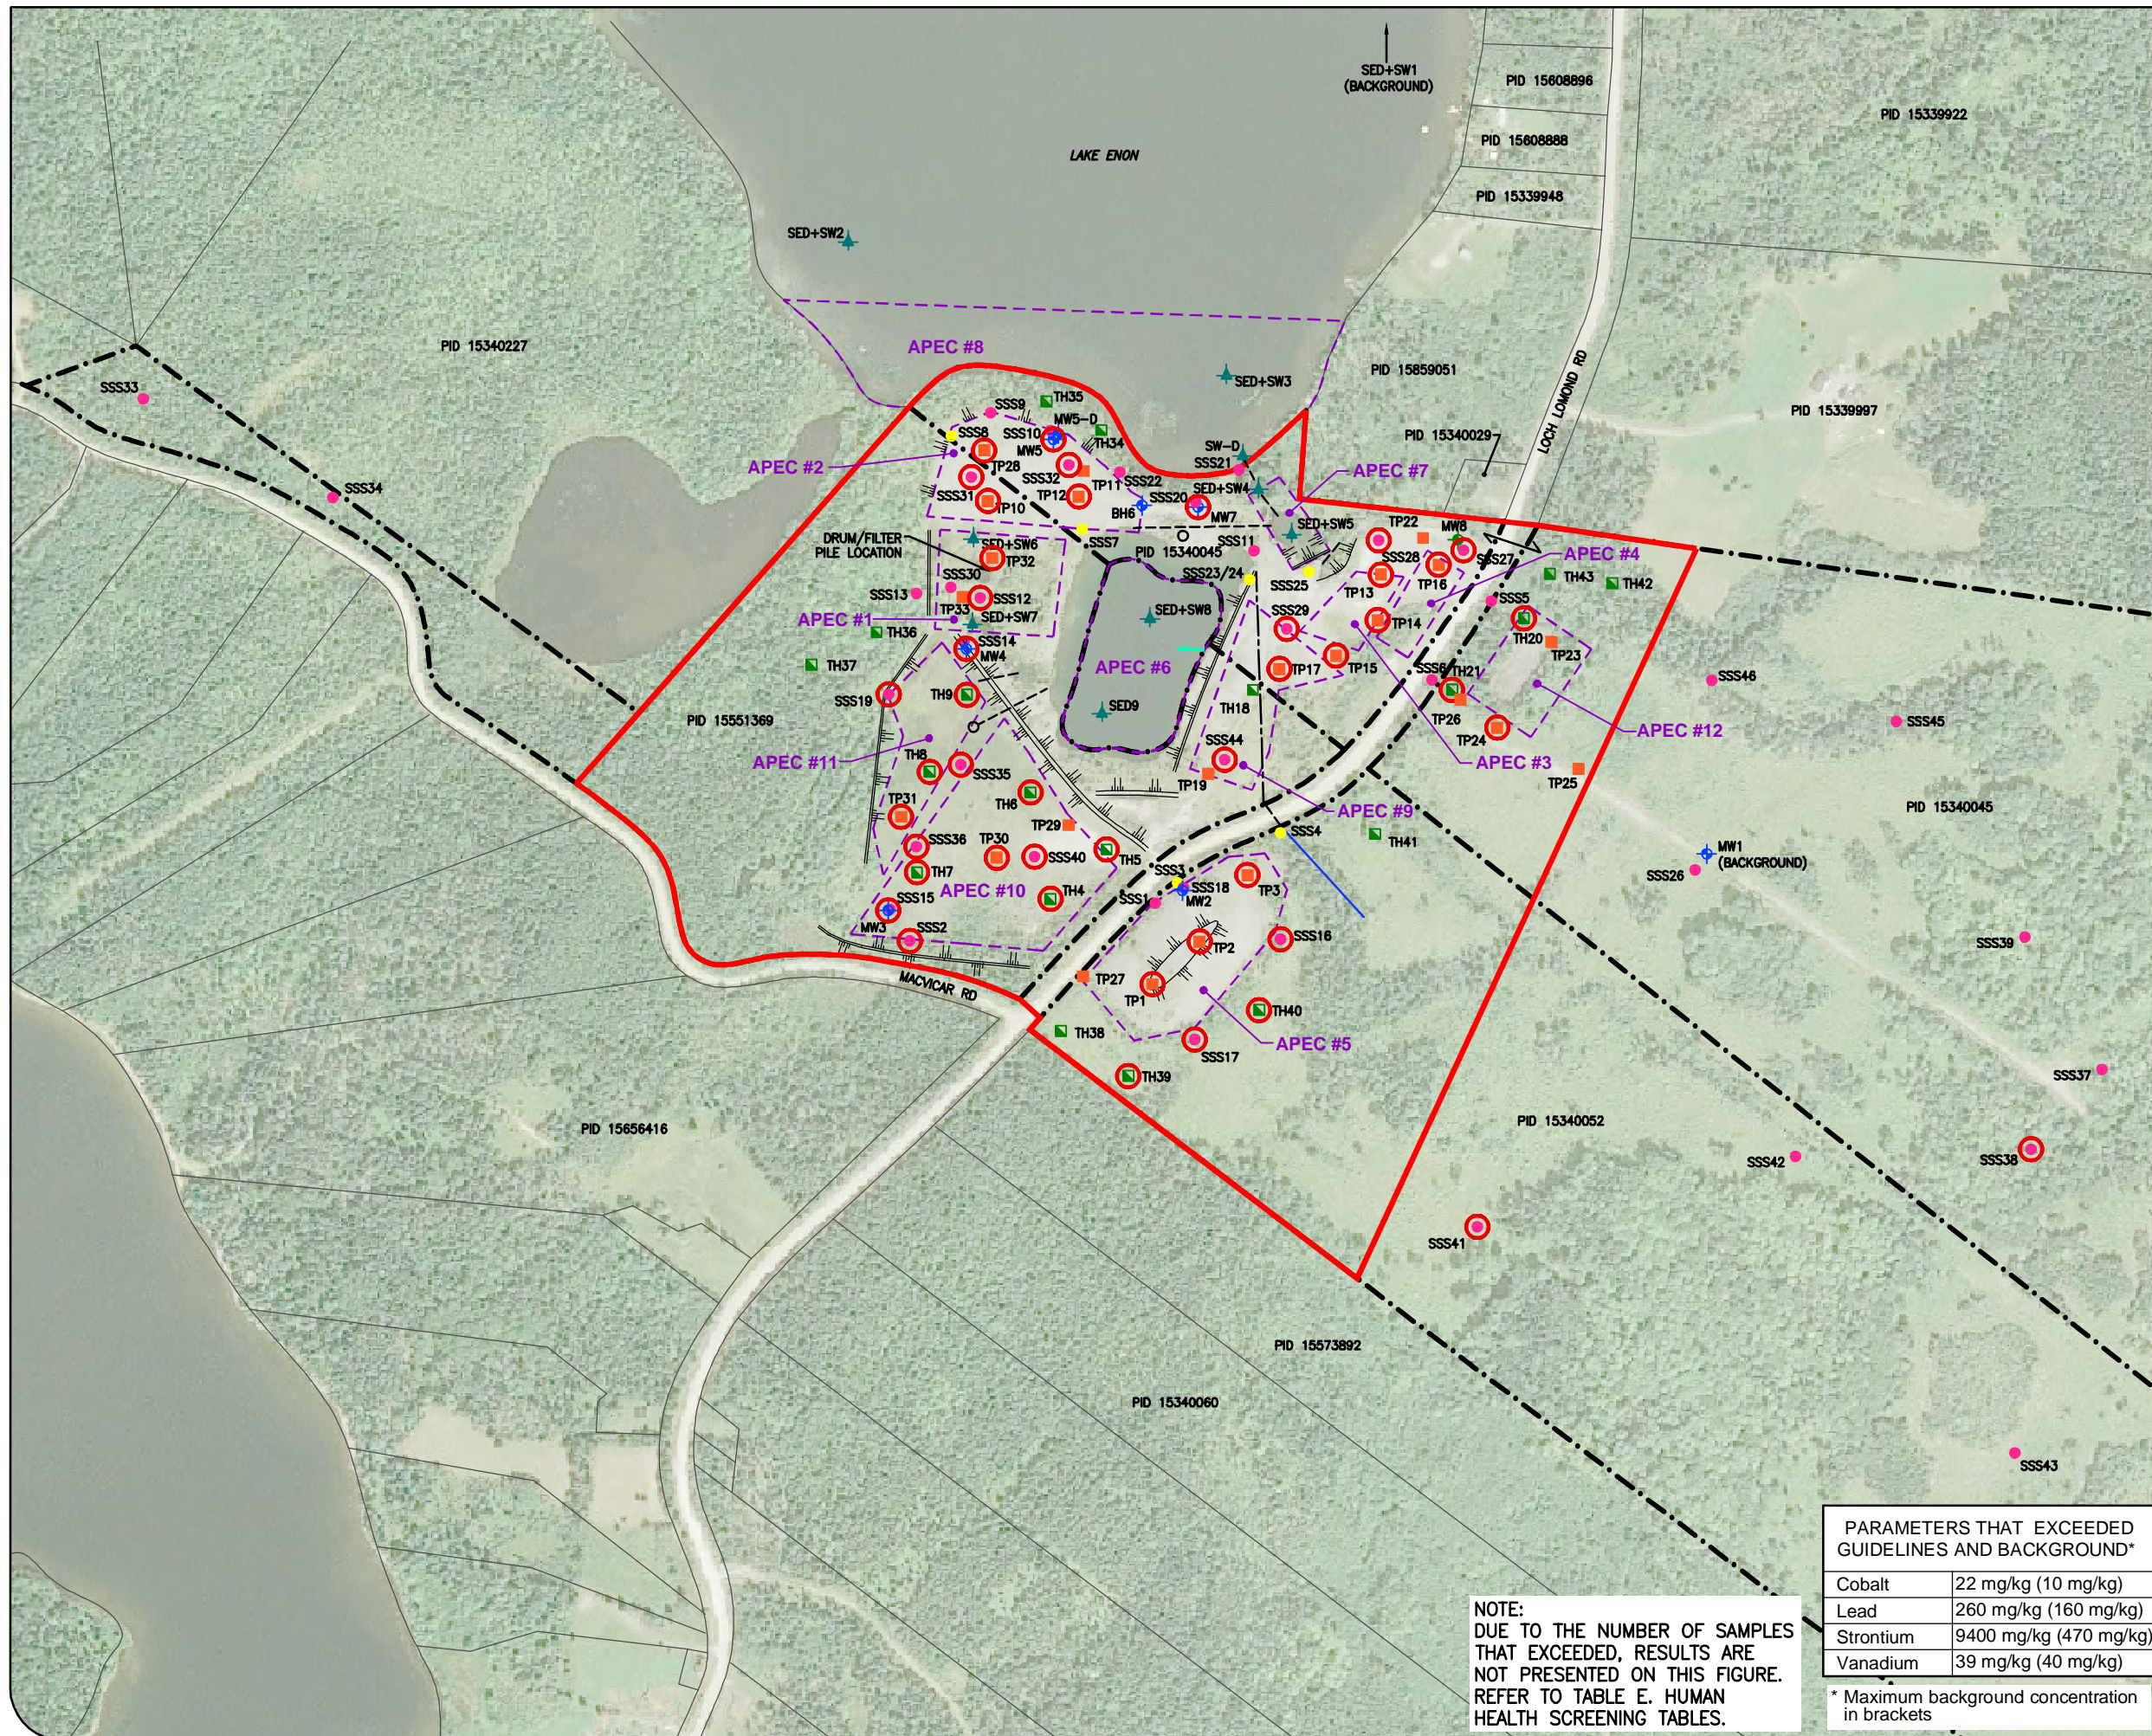 SED+SW1
(BACKGROUND)
PID 15608896
PID 15339922
PID 15608888
LAKE ENON
PID 15339948
SED+SW2
LOCH LOMOND RD
PID 15340227
APEC #8
PID 15859051
SED+SW3
SSS33
PID 15339997
SSS9
TH35
MW5-D
SSS8
SSS10
TH34
MW5
PID 15340029
SW-D
SSS21
APEC #2
TP28
SSS32
TP11
SSS22
APEC #7
SSS34
SSS31
TP10
TP12
SSS20
SED+SW4
BH6
MW7
DRUM/FILTER
PILE LOCATION
SED+SW6
SSS7
SED+SW5
TP22
MW8
PID 15340045
SSS11
SSS28
SSS27
APEC #4
TP32
TP16
SSS30
SSS23/24
SSS25
TP13
TH43
TH42
SSS13
TP33
SSS12
SSS5
APEC #1
SED+SW7
SED+SW8
SSS29
TP14
TH20
TH36
SSS14
MW4
TP23
TH37
APEC #6
TP17
TP15
SSS6
TH21
SSS46
SSS19
TH9
TH18
TP26
SED9
PID 15551369
TP24
SSS45
APEC #12
APEC #11
TH8
SSS35
SSS44
APEC #3
TP19
TP25
TH6
TP31
TP29
APEC #9
PID 15340045
SSS36
TP30
SSS40
TH5
SSS4
TH41
MW1
(BACKGROUND)
TH7
SSS3
SSS26
APEC #10
TH4
SSS18
TP3
SSS15
SSS1
MW2
MW3
SSS2
SSS16
SSS39
TP2
MACVICAR RD
TP27
TP1
TH40
TH38
SSS17
APEC #5
TH39
SSS37
PID 15656416
PID 15340052
SSS42
SSS38
SSS41
PID 15573892
PID 15340060
SSS43
PARAMETERS THAT EXCEEDED
GUIDELINES AND BACKGROUND*
Cobalt 22 mg/kg (10 mg/kg)
Lead 260 mg/kg (160 mg/kg)
Strontium 9400 mg/kg (470 mg/kg)
Vanadium 39 mg/kg (40 mg/kg)
* Maximum background concentration
in brackets
NOTE:
DUE TO THE NUMBER OF SAMPLES
THAT EXCEEDED, RESULTS ARE
NOT PRESENTED ON THIS FIGURE.
REFER TO TABLE E. HUMAN
HEALTH SCREENING TABLES.